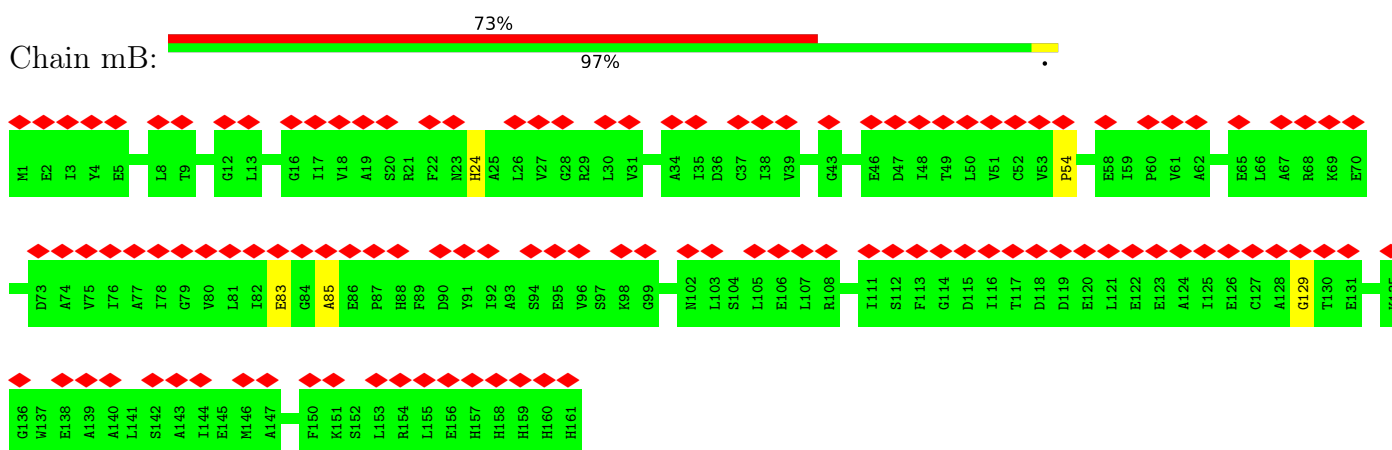 73%
Chain mB:
97% .
M1 E2 I3 Y4 E5 L8 T9 G12 L13 G16 I17 V18 A19 S20 R21 F22 N23 H24 A25 L26 V27 G28 R29 L30 V31 A34 I35 D36 C37 I38 V39 G43 E46 D47 I48 T49 L50 V51 C52 V53 P54 E58 I59 P60 V61 A62 E65 L66 A67 R68 K69 E70
D73 A74 V75 I76 A77 I78 G79 V80 L81 I82 E83 G84 A85 E86 P87 H88 F89 D90 Y91 I92 A93 S94 E95 V96 S97 K98 G99 N102 L103 S104 L105 E106 L107 R108 I111 S112 F113 G114 D115 I116 T117 D118 D119 E120 L121 E122 E123 A124 I125 E126 C127 A128 G129 T130 E131
G136 W137 E138 A139 A140 L141 S142 A143 I144 E145 M146 A147 F150 K151 S152 L153 R154 L155 E156 H157 H158 H159 H160 H161